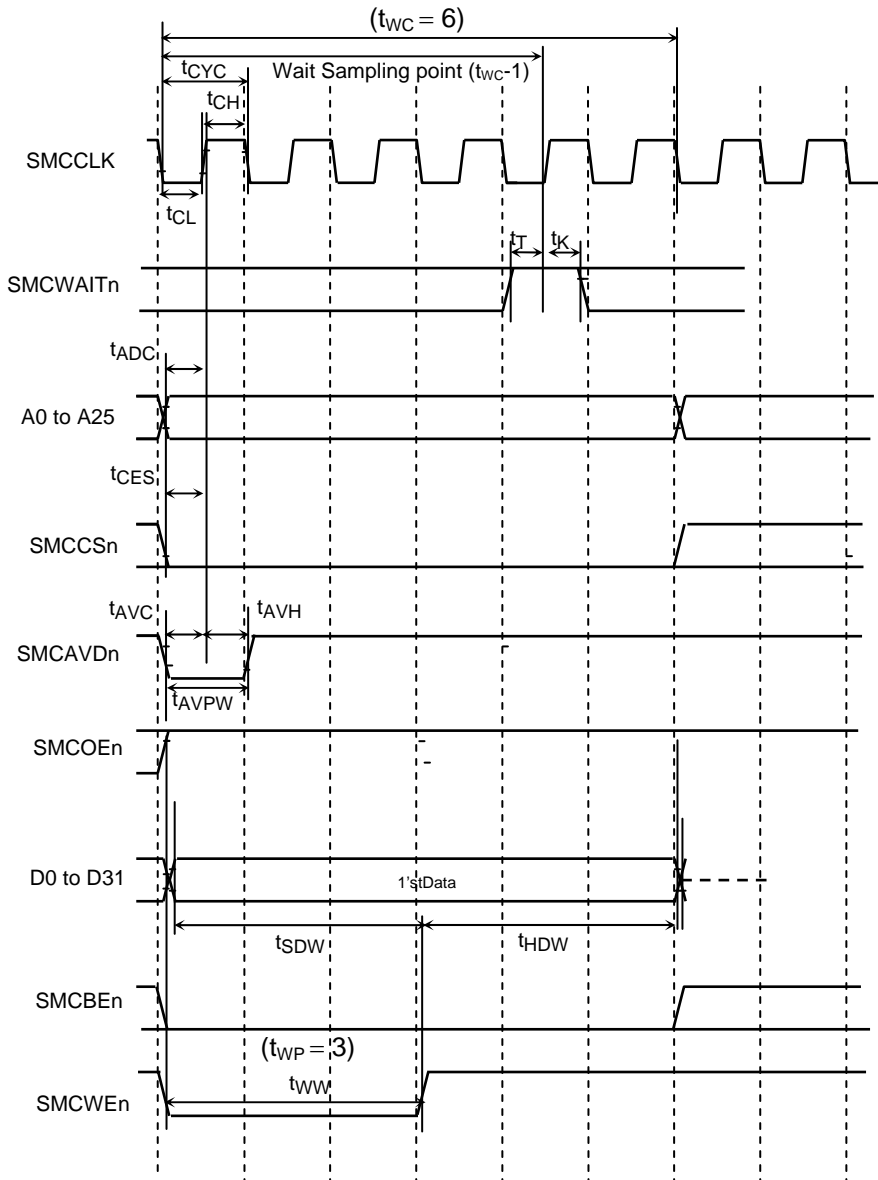 (tWC = 6)
tCYC
Wait Sampling point (tWC-1)
tCH
SMCCLK
tCL
tT
tK
SMCWAITn
tADC
A0 to A25
tCES
SMCCSn
tAVC
tAVH
SMCAVDn
tAVPW
SMCOEn
D0 to D31
1'stData
tSDW
tHDW
SMCBEn
(tWP = 3)
tWW
SMCWEn